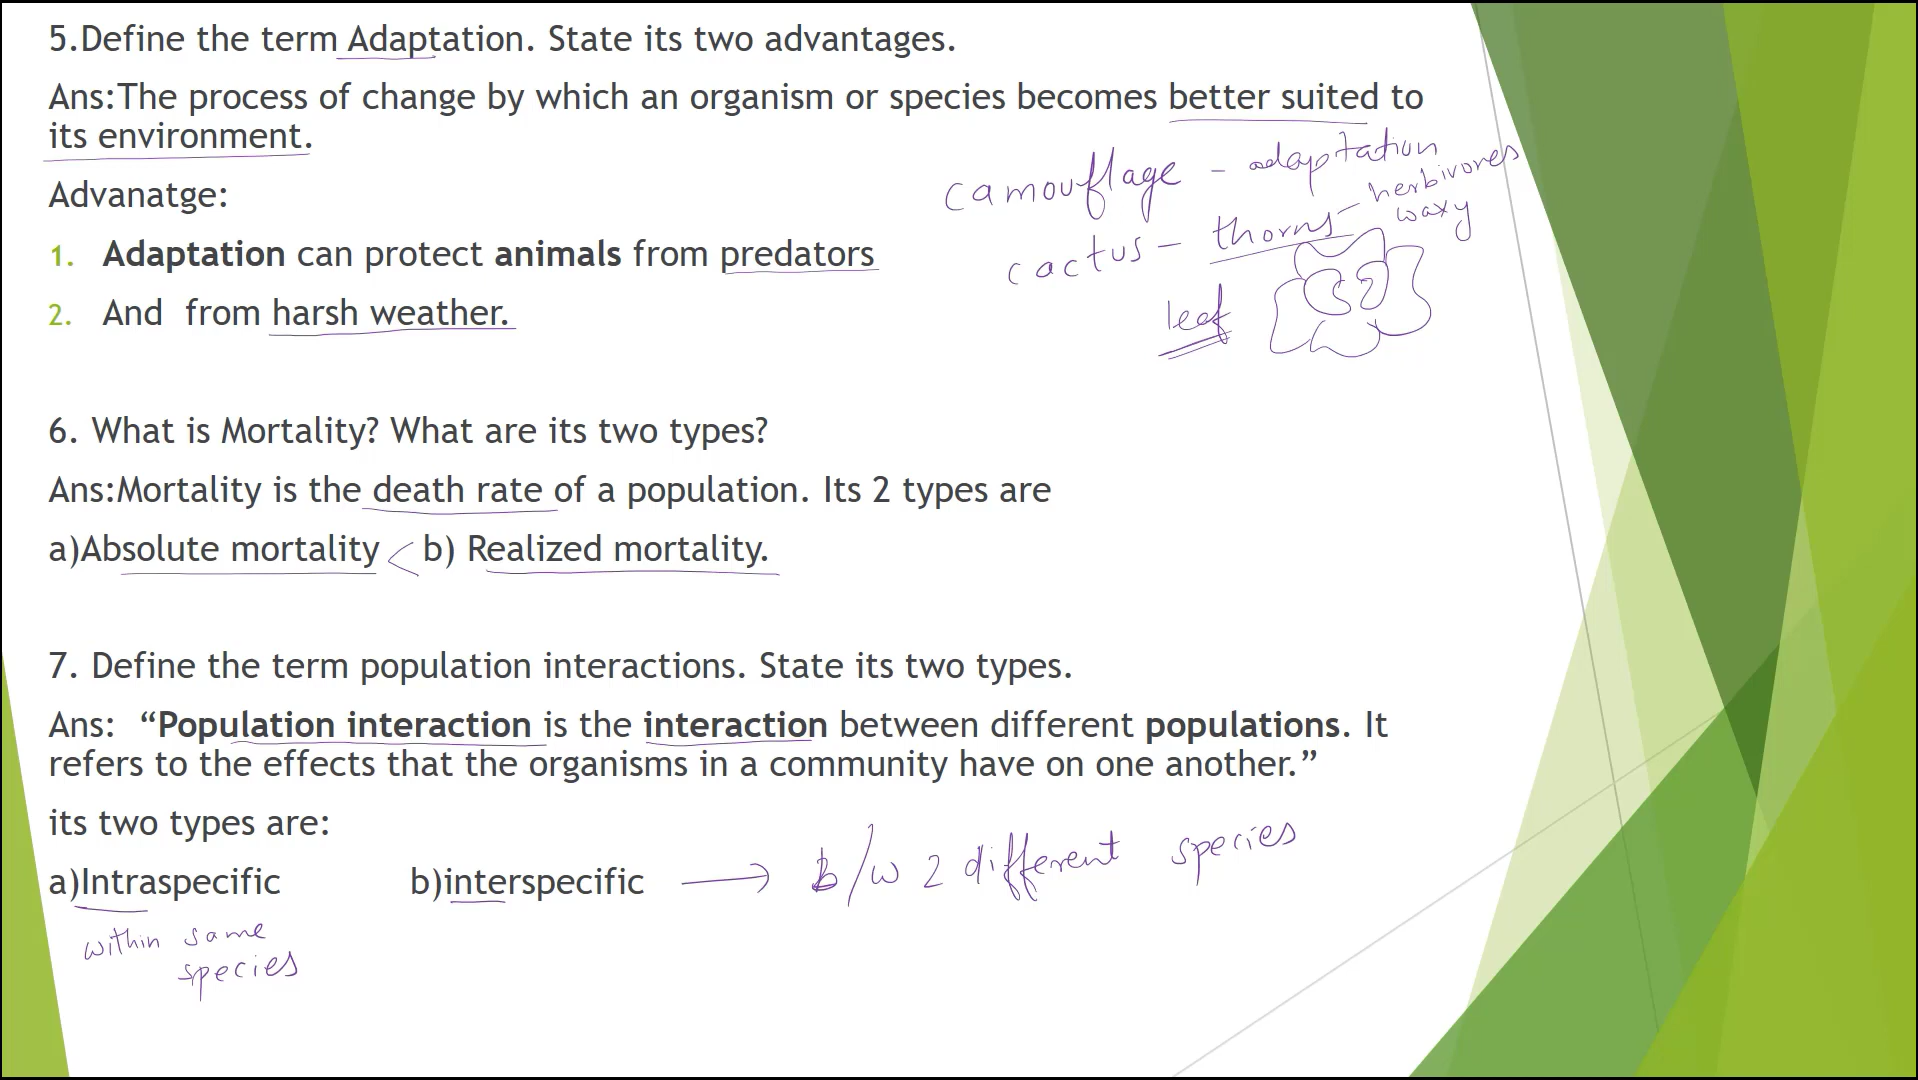 5.Define the term Adaptation. State its two advantages.
Ans:The process of change by which an organism or species becomes better suited to
its environment.
camouflage - adaptation
Advanatge:
cactus - thorns - herbivores
waxy
1. Adaptation can protect animals from predators
2. And from harsh weather.
leaf
6. What is Mortality? What are its two types?
Ans:Mortality is the death rate of a population. Its 2 types are
a)Absolute mortality < b) Realized mortality.
7. Define the term population interactions. State its two types.
Ans: “Population interaction is the interaction between different populations. It
refers to the effects that the organisms in a community have on one another.”
its two types are:
a)Intraspecific b)interspecific → b/w 2 different species
within same
species